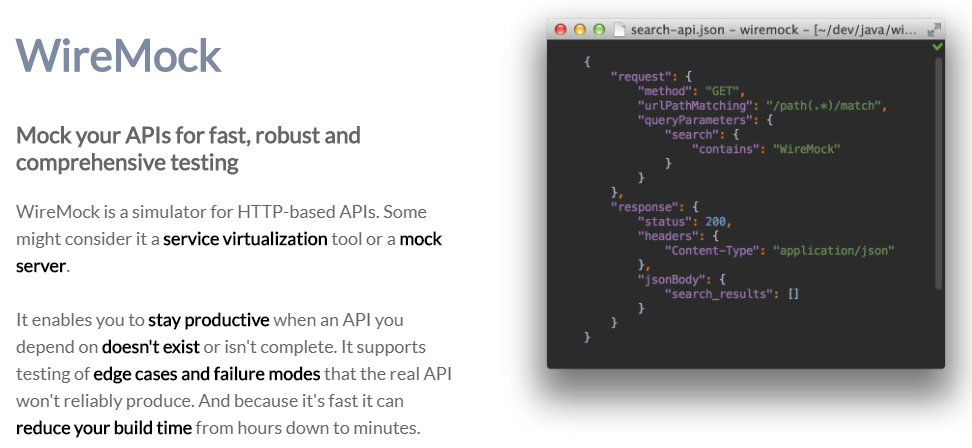 WireMock
Mock your APIs for fast, robust and
comprehensive testing
WireMock is a simulator for HTTP-based APIs. Some
might consider it a service virtualization tool or a mock
server.
It enables you to stay productive when an API you
depend on doesn't exist or isn't complete. It supports
testing of edge cases and failure modes that the real API
won't reliably produce. And because it's fast it can
reduce your build time from hours down to minutes.
search-api.json – wiremock – [~/dev/java/wi...
{
"request": {
"method": "GET",
"urlPathMatching": "/path(.*)/match",
"queryParameters": {
"search": {
"contains": "WireMock"
}
}
},
"response": {
"status": 200,
"headers": {
"Content-Type": "application/json"
},
"jsonBody": {
"search_results": []
}
}
}